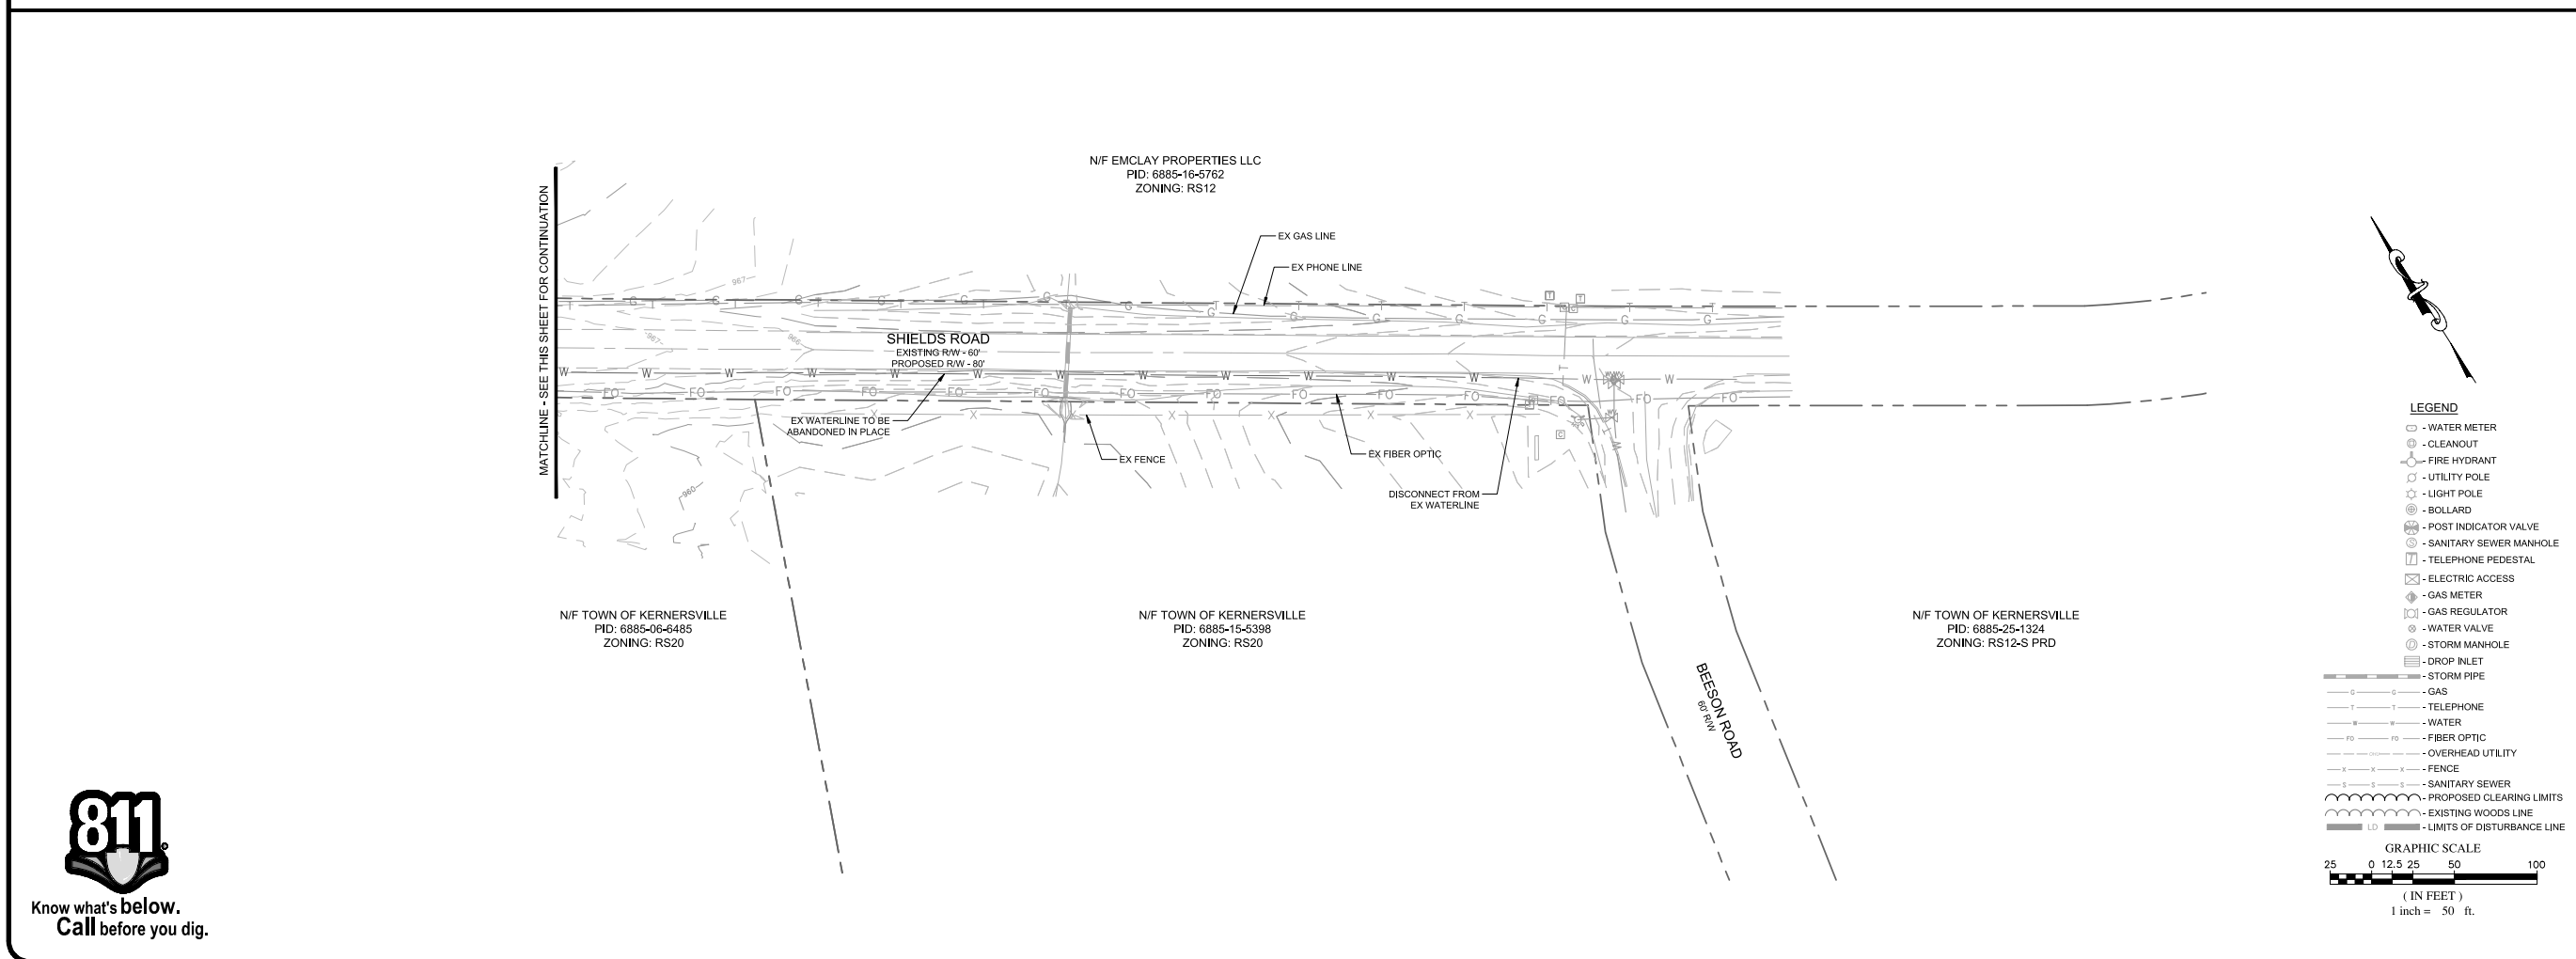 N/F EMCLAY PROPERTIES LLC
PID: 6885-16-5762
ZONING: RS12
MATCHLINE - SEE THIS SHEET FOR CONTINUATION
EX GAS LINE
EX PHONE LINE
967
967
966
960
SHIELDS ROAD
EXISTING R/W - 60'
PROPOSED R/W - 80'
EX WATERLINE TO BE
ABANDONED IN PLACE
EX FENCE
EX FIBER OPTIC
DISCONNECT FROM
EX WATERLINE
N/F TOWN OF KERNERSVILLE
PID: 6885-06-6485
ZONING: RS20
N/F TOWN OF KERNERSVILLE
PID: 6885-15-5398
ZONING: RS20
N/F TOWN OF KERNERSVILLE
PID: 6885-25-1324
ZONING: RS12-S PRD
BEESON ROAD
60' R/W
LEGEND
- WATER METER
- CLEANOUT
- FIRE HYDRANT
- UTILITY POLE
- LIGHT POLE
- BOLLARD
- POST INDICATOR VALVE
- SANITARY SEWER MANHOLE
- TELEPHONE PEDESTAL
- ELECTRIC ACCESS
- GAS METER
- GAS REGULATOR
- WATER VALVE
- STORM MANHOLE
- DROP INLET
- STORM PIPE
G G - GAS
T T - TELEPHONE
W W - WATER
FO FO - FIBER OPTIC
- OVERHEAD UTILITY
X X X - FENCE
S S S - SANITARY SEWER
- PROPOSED CLEARING LIMITS
- EXISTING WOODS LINE
LD - LIMITS OF DISTURBANCE LINE
GRAPHIC SCALE
25 0 12.5 25 50 100
( IN FEET )
1 inch = 50 ft.
811
Know what's below.
Call before you dig.